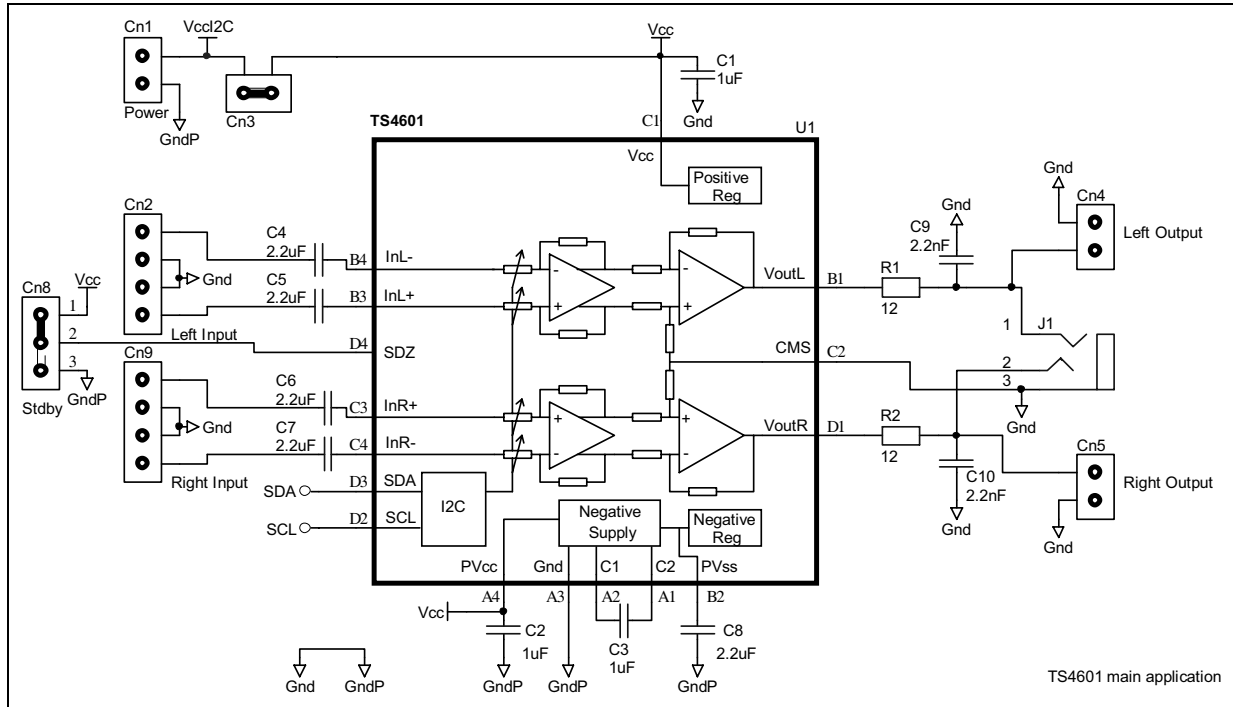 Cn1
VccI2C
Vcc
C1
1uF
Gnd
Power
GndP
Cn3
TS4601
C1
U1
Vcc
Positive
Reg
Cn2
C4
2.2uF
B4
InL-
Gnd
C5
2.2uF
B3
InL+
Left Input
Cn8
Vcc
1
2
3
GndP
Stdby
D4
SDZ
Cn9
C6
2.2uF
C3
InR+
Gnd
C7
2.2uF
C4
InR-
Right Input
SDA
D3
SDA
SCL
D2
SCL
I2C
-
+
-
+
+
-
+
-
VoutL
B1
R1
12
C9
2.2nF
Gnd
Gnd
Cn4
Left Output
CMS
C2
1
2
3
J1
Gnd
VoutR
D1
R2
12
C10
2.2nF
Gnd
Cn5
Right Output
Gnd
Negative
Supply
Negative
Reg
PVcc
Gnd
C1
C2
PVss
A4
A3
A2
A1
B2
Vcc
C2
1uF
C3
1uF
C8
2.2uF
GndP
GndP
GndP
Gnd
GndP
TS4601 main application